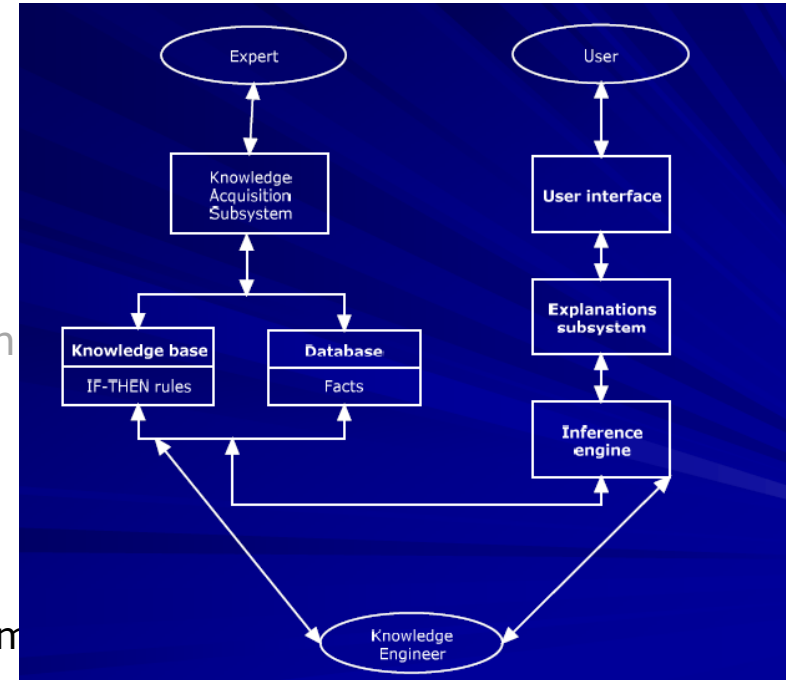 Expert
User
Knowledge
Acquisition
Subsystem
User interface
Explanations
subsystem
Knowledge base
IF-THEN rules
Database
Facts
Inference
engine
Knowledge
Engineer